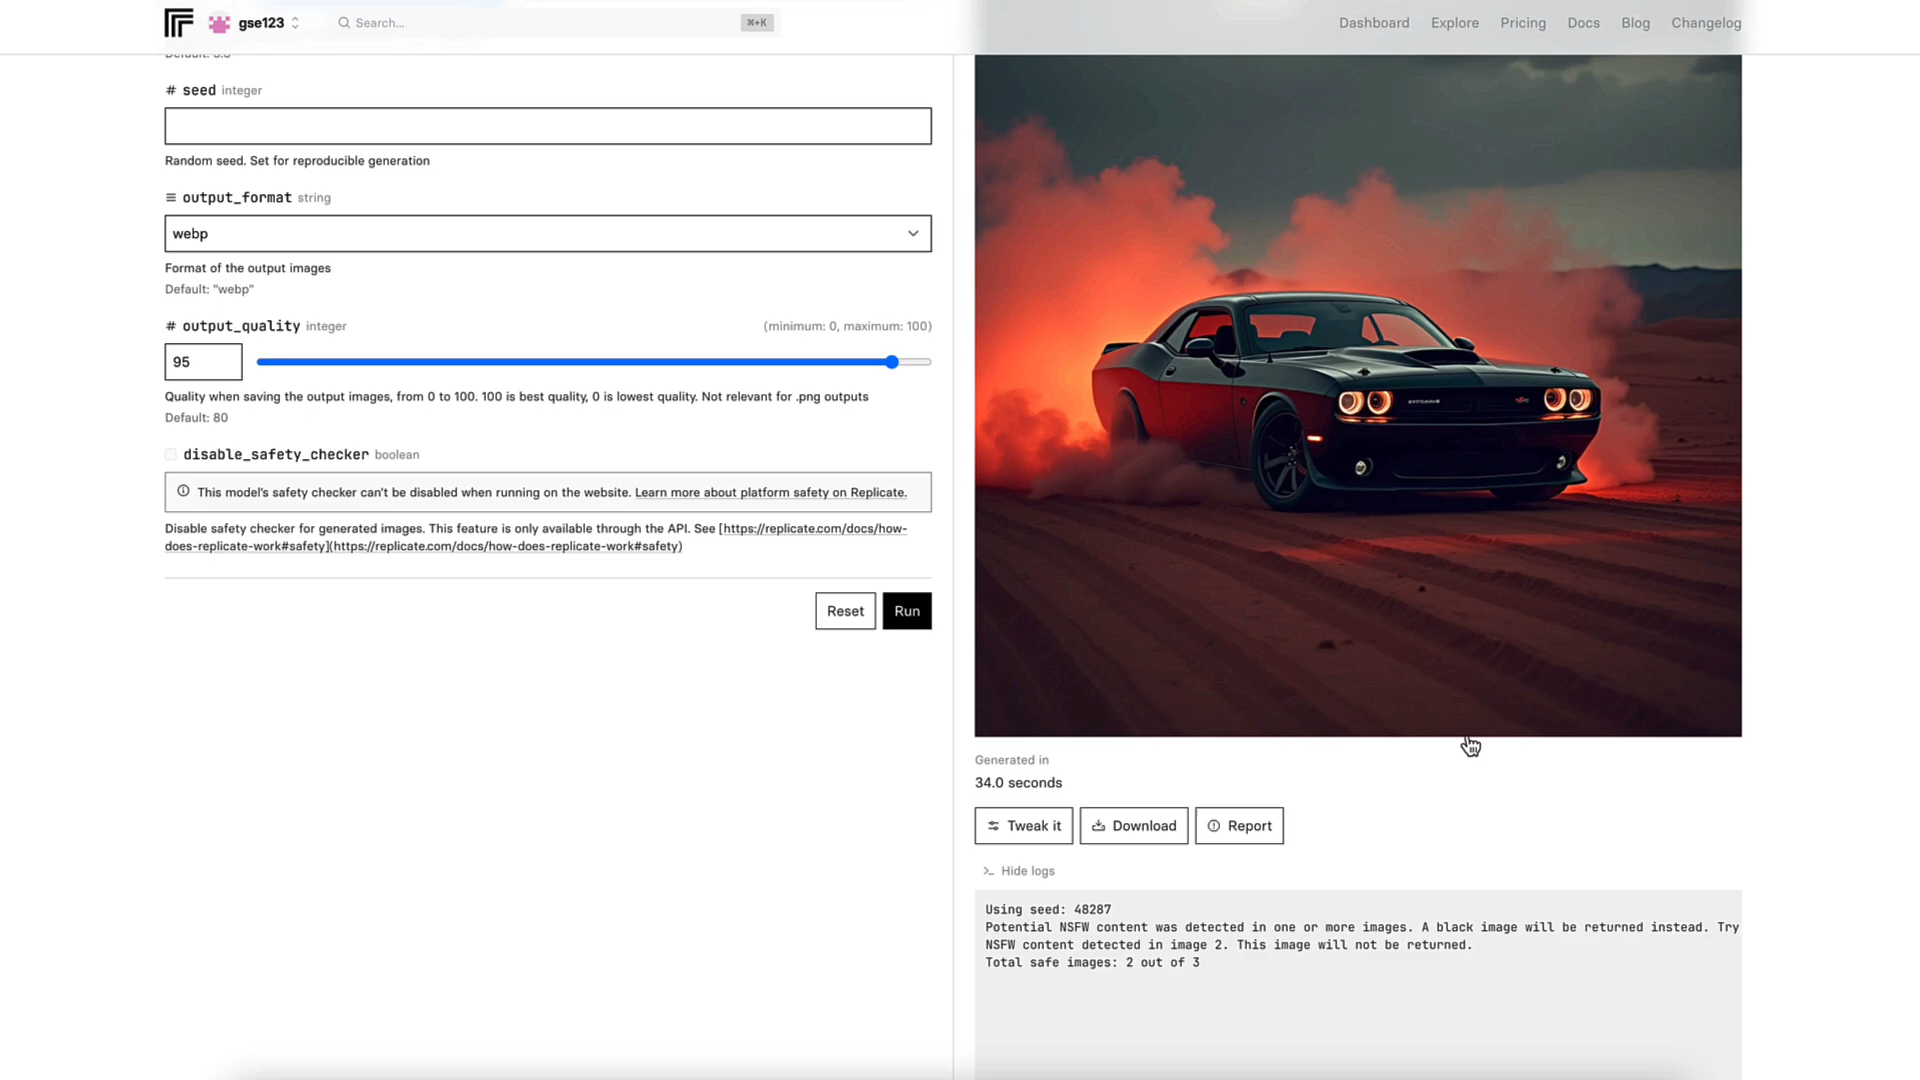 gse123
Search...
⌘+K
Dashboard
Explore
Pricing
Docs
Blog
Changelog
# seed integer
Random seed. Set for reproducible generation
output_format string
webp
Format of the output images
Default: "webp"
# output_quality integer
(minimum: 0, maximum: 100)
95
Quality when saving the output images, from 0 to 100. 100 is best quality, 0 is lowest quality. Not relevant for .png outputs
Default: 80
disable_safety_checker boolean
This model's safety checker can't be disabled when running on the website. Learn more about platform safety on Replicate.
Disable safety checker for generated images. This feature is only available through the API. See [https://replicate.com/docs/how-
does-replicate-work#safety](https://replicate.com/docs/how-does-replicate-work#safety)
Reset
Run
Generated in
34.0 seconds
Tweak it
Download
Report
>_ Hide logs
Using seed: 48287
Potential NSFW content was detected in one or more images. A black image will be returned instead. Try
NSFW content detected in image 2. This image will not be returned.
Total safe images: 2 out of 3